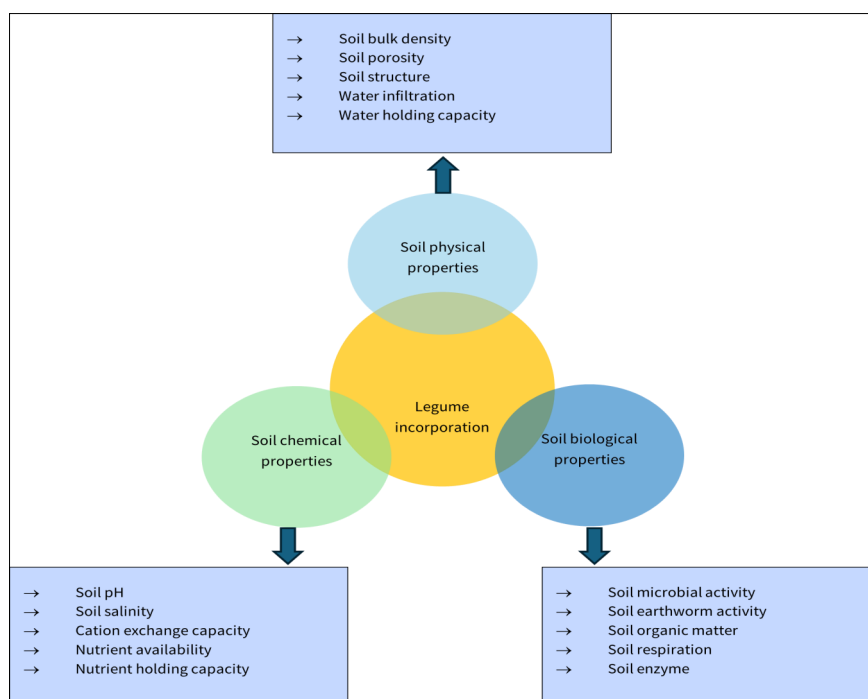 → Soil bulk density
→ Soil porosity
→ Soil structure
→ Water infiltration
→ Water holding capacity
Soil physical
properties
Legume
incorporation
Soil chemical
properties
Soil biological
properties
→ Soil pH
→ Soil salinity
→ Cation exchange capacity
→ Nutrient availability
→ Nutrient holding capacity
→ Soil microbial activity
→ Soil earthworm activity
→ Soil organic matter
→ Soil respiration
→ Soil enzyme